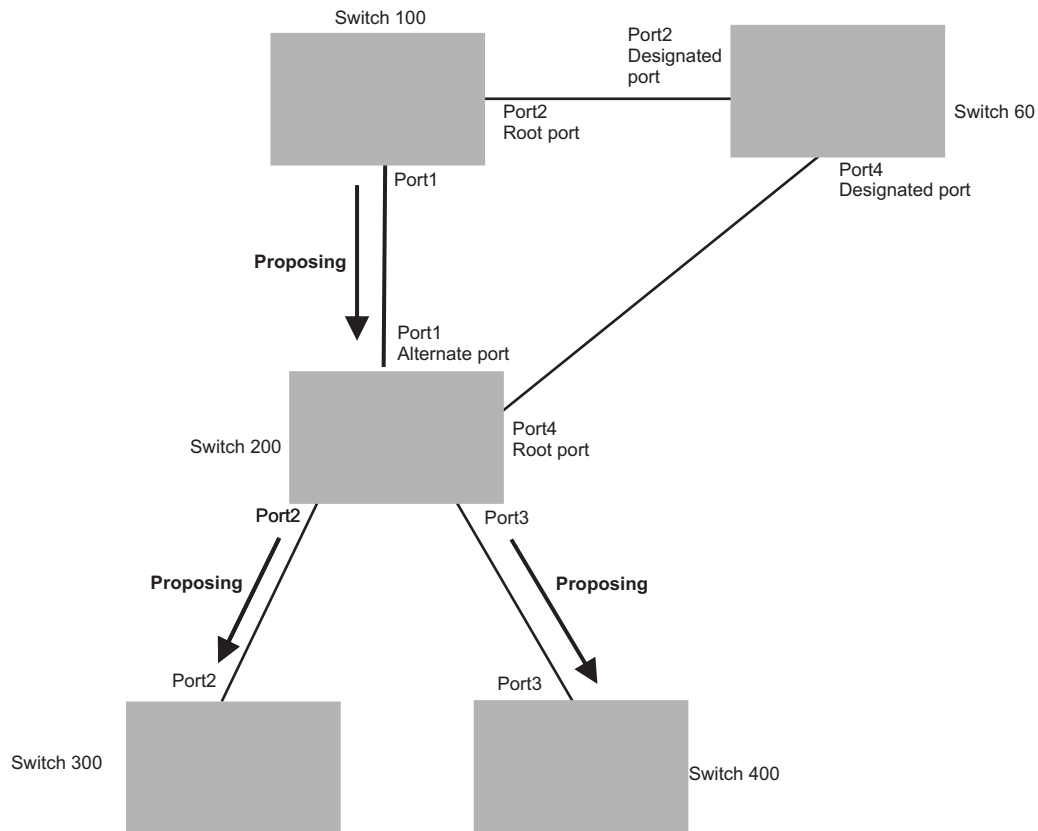 Switch 100
Port2
Designated
port
Switch 60
Port2
Root port
Port1
Port4
Designated port
Proposing
Port1
Alternate port
Switch 200
Port4
Root port
Port2
Port3
Proposing
Proposing
Port2
Port3
Switch 300
Switch 400